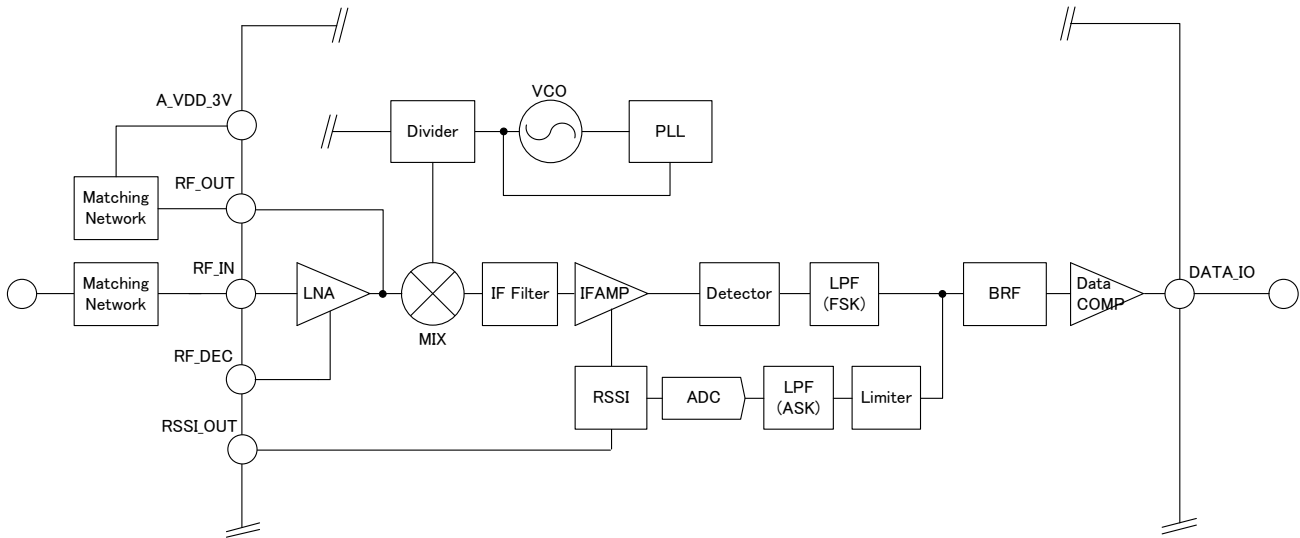 A_VDD_3V
RF_OUT
RF_IN
RF_DEC
RSSI_OUT
Matching
Network
Matching
Network
Divider
VCO
PLL
LNA
MIX
IF Filter
IFAMP
Detector
LPF
(FSK)
BRF
Data
COMP
DATA_IO
RSSI
ADC
LPF
(ASK)
Limiter